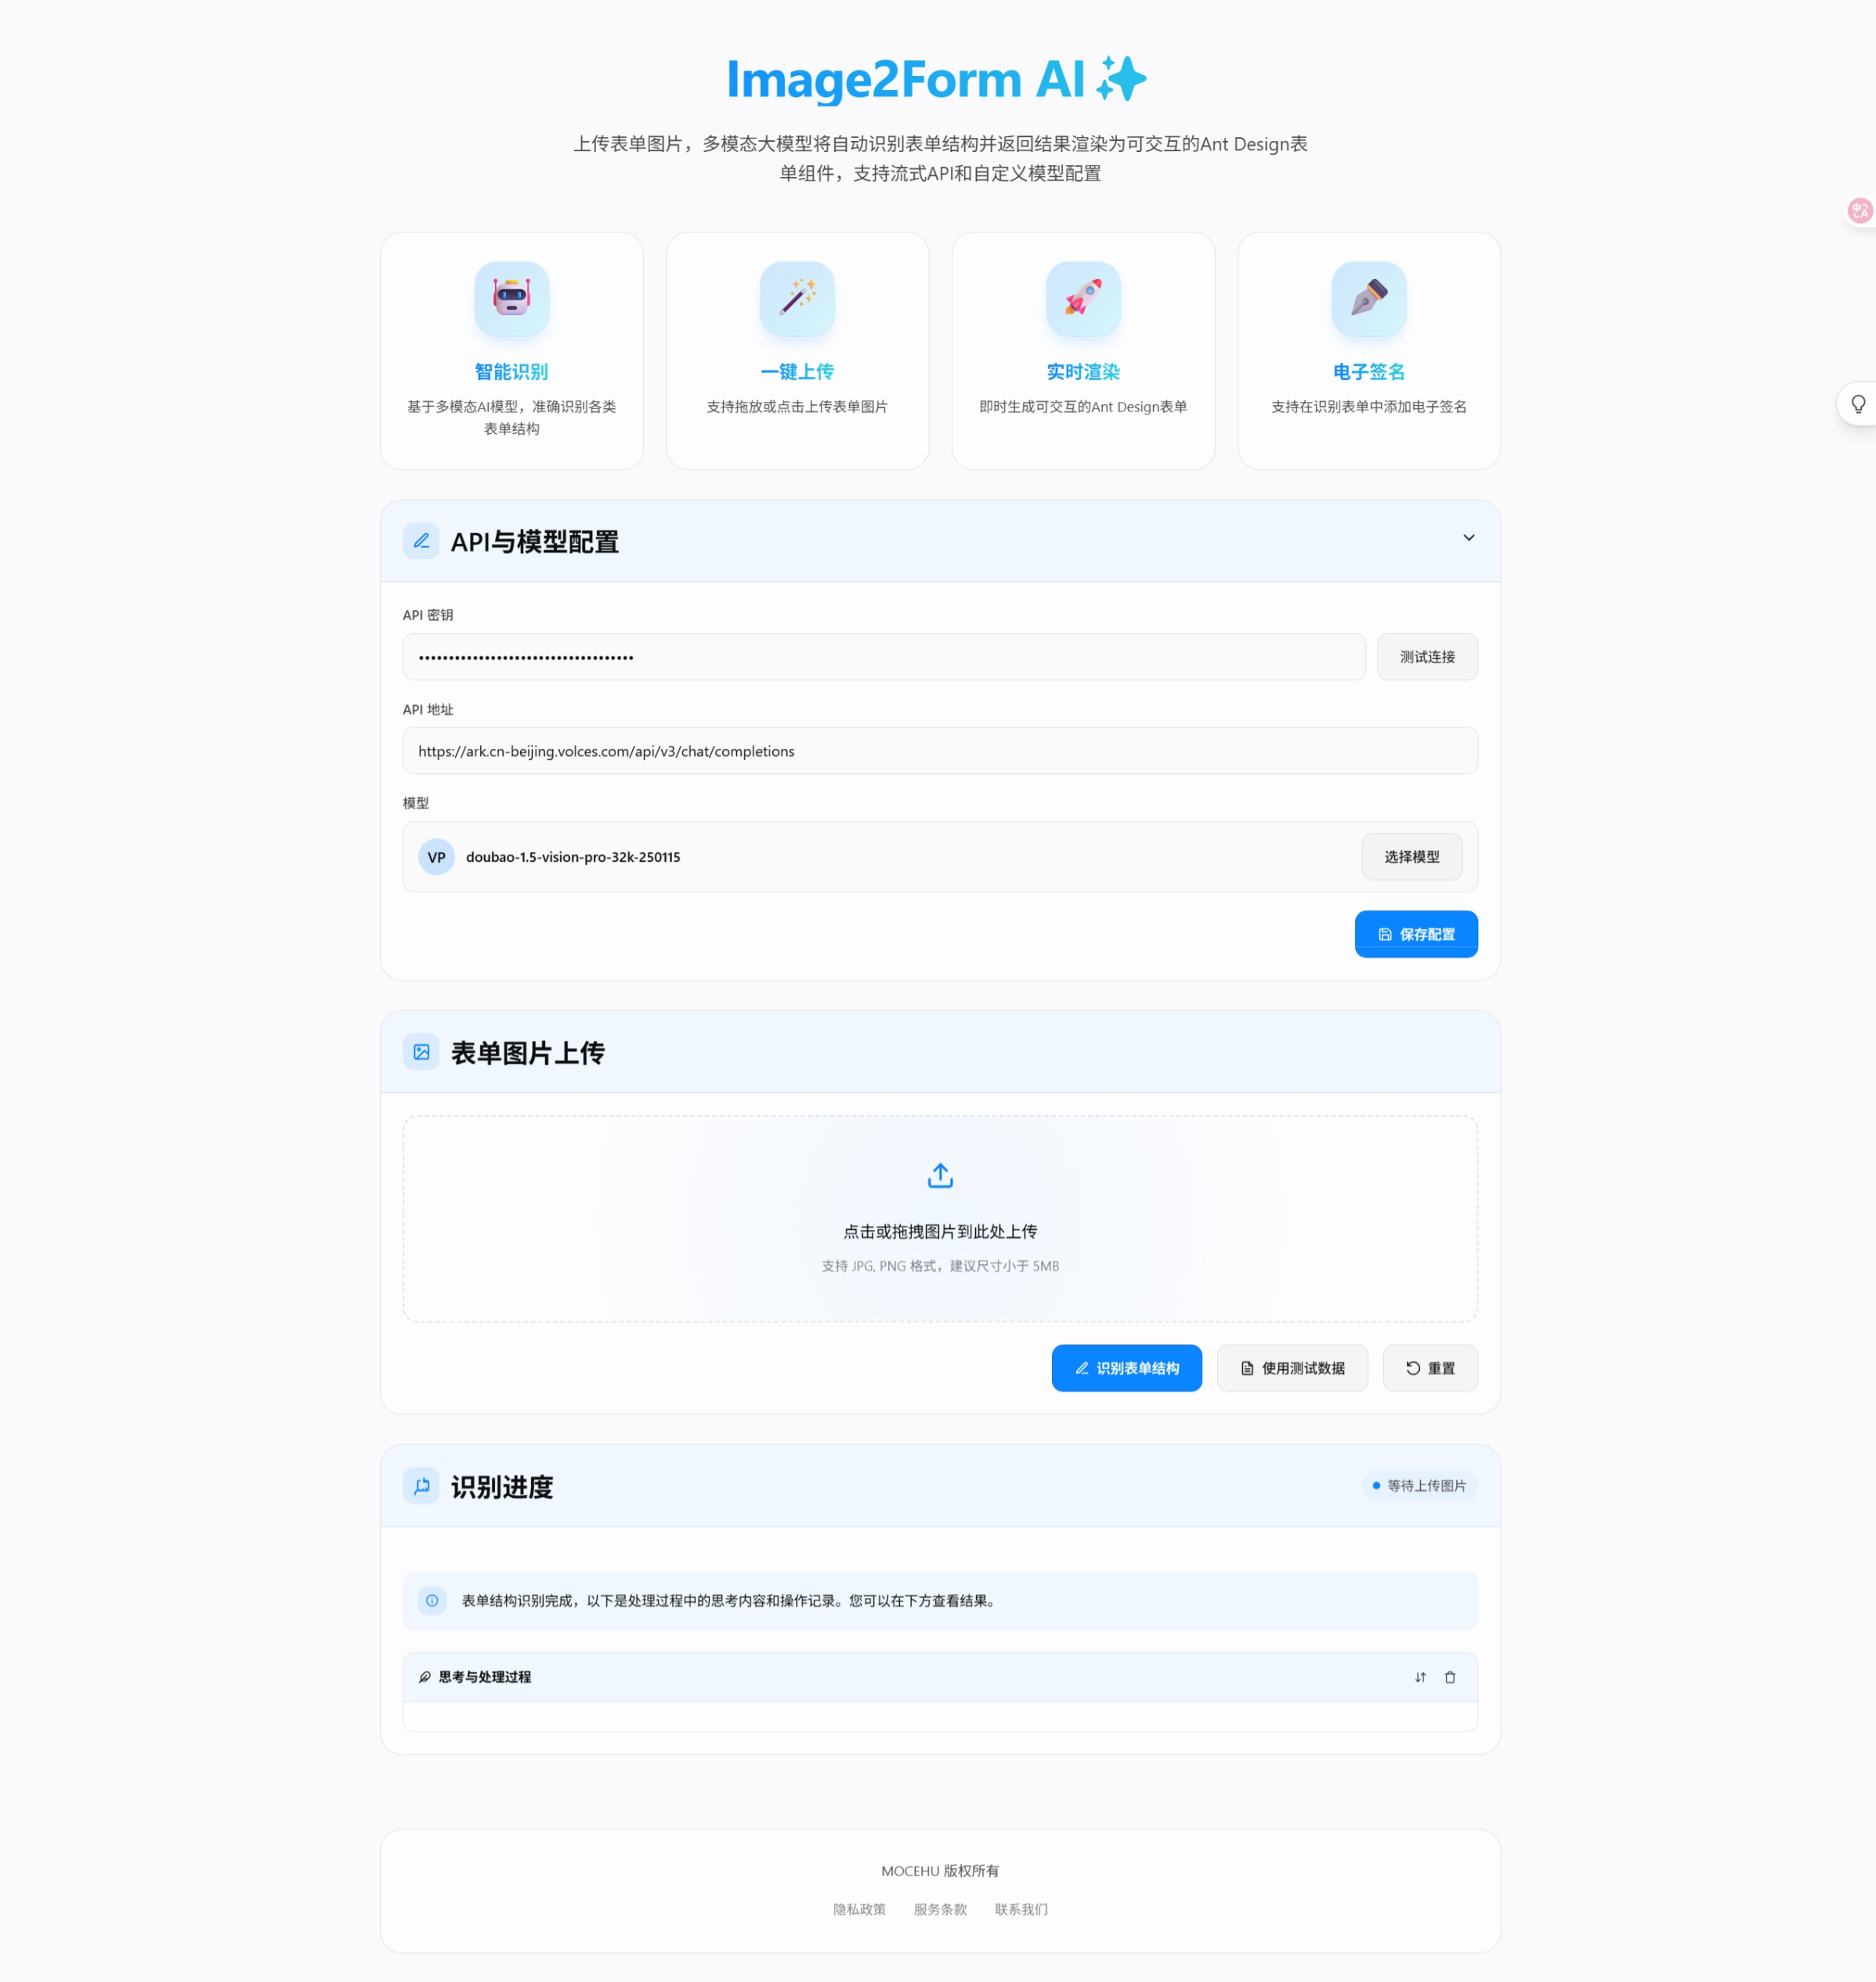 Image2Form AI
上传表单图片，多模态大模型将自动识别表单结构并返回结果渲染为可交互的Ant Design表
单组件，支持流式API和自定义模型配置
智能识别
基于多模态AI模型，准确识别各类
表单结构
一键上传
支持拖放或点击上传表单图片
实时渲染
即时生成可交互的Ant Design表单
电子签名
支持在识别表单中添加电子签名
API与模型配置
API 密钥
••••••••••••••••••••••••••••••••••••
测试连接
API 地址
https://ark.cn-beijing.volces.com/api/v3/chat/completions
模型
VP doubao-1.5-vision-pro-32k-250115
选择模型
保存配置
表单图片上传
点击或拖拽图片到此处上传
支持 JPG, PNG 格式，建议尺寸小于 5MB
识别表单结构
使用测试数据
重置
识别进度
等待上传图片
表单结构识别完成，以下是处理过程中的思考内容和操作记录。您可以在下方查看结果。
思考与处理过程
MOCEHU 版权所有
隐私政策 服务条款 联系我们